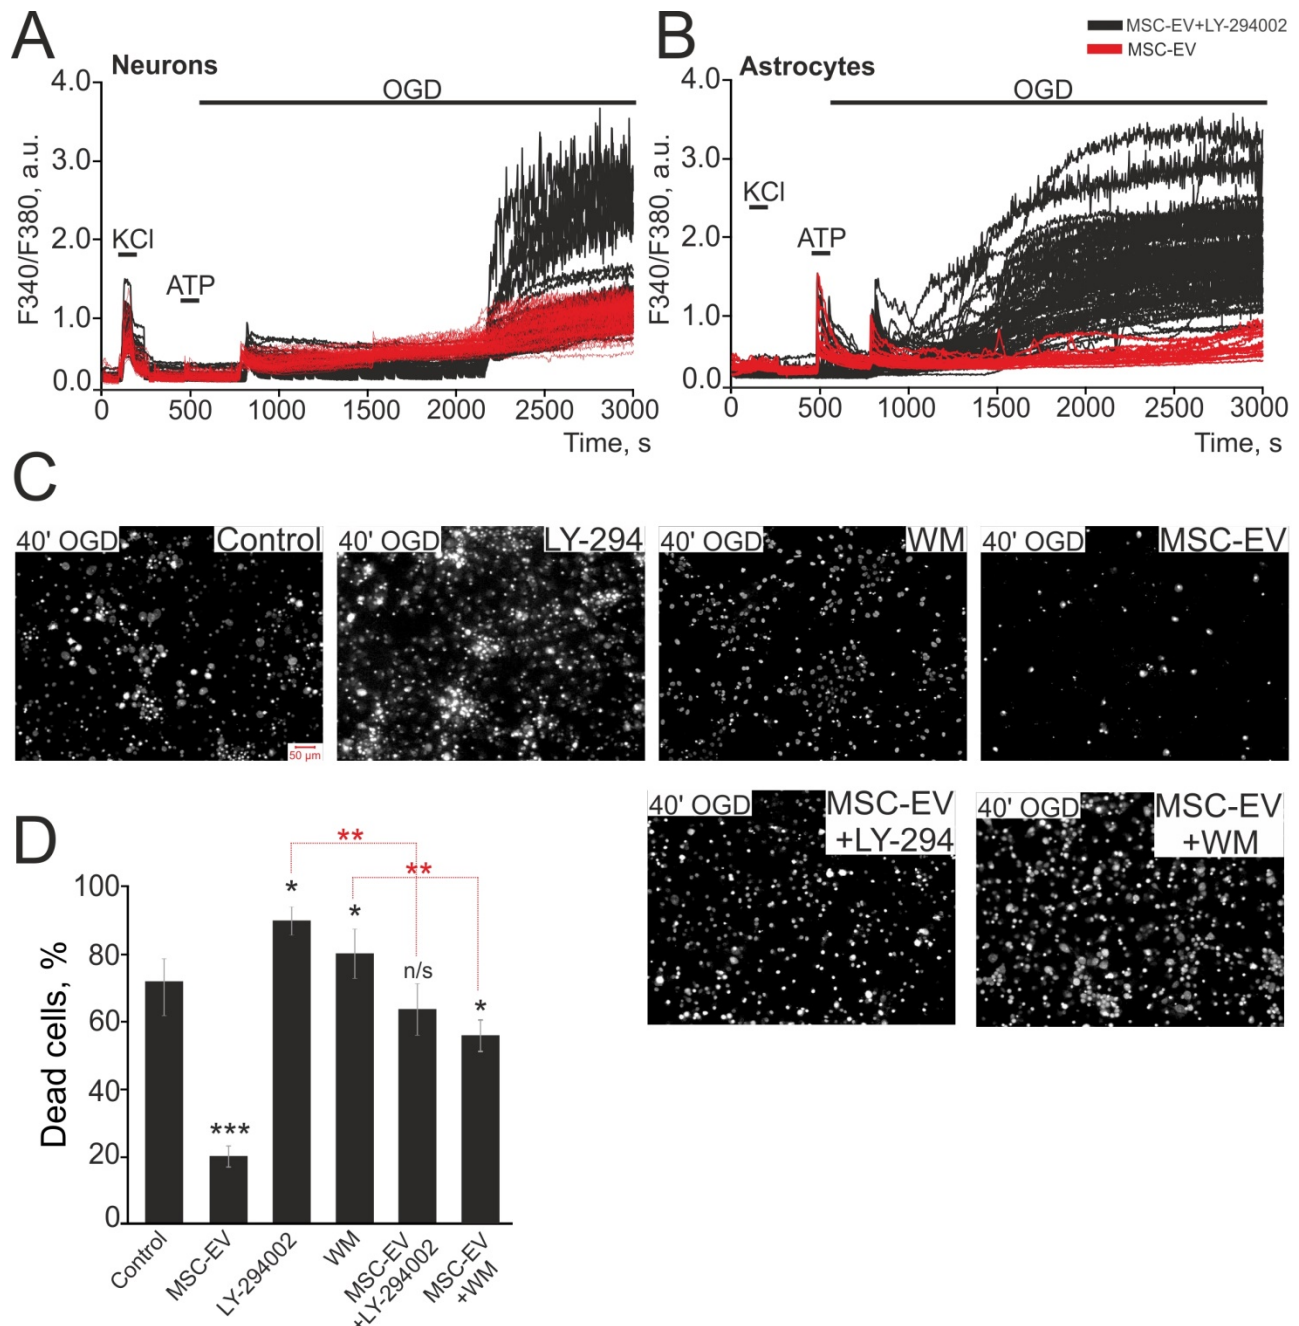 A
Neurons
4.0
3.0
2.0
1.0
0.0
F340/F380, a.u.
OGD
KCl
ATP
0
500
1000
1500
2000
2500
3000
Time, s
B
Astrocytes
MSC-EV+LY-294002
MSC-EV
4.0
3.0
2.0
1.0
0.0
F340/F380, a.u.
OGD
KCl
ATP
0
500
1000
1500
2000
2500
3000
Time, s
C
40' OGD
Control
50 µm
40' OGD
LY-294
40' OGD
WM
40' OGD
MSC-EV
40' OGD
MSC-EV
+LY-294
40' OGD
MSC-EV
+WM
D
100
80
60
40
20
0
Dead cells, %
***
*
*
n/s
*
**
**
Control
MSC-EV
LY-294002
WM
MSC-EV
+LY-294002
MSC-EV
+WM